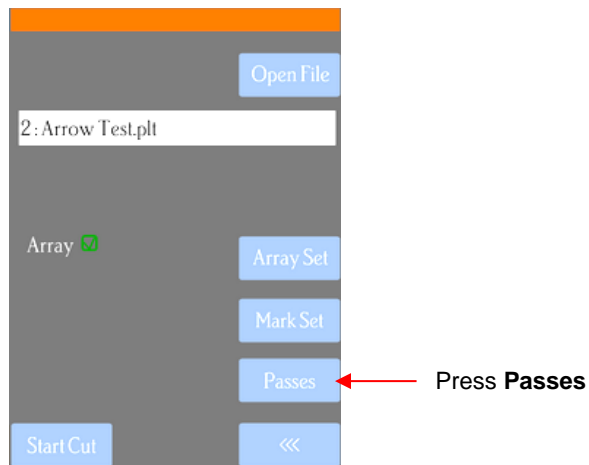 Open File
2 : Arrow Test.plt
Array
Array Set
Mark Set
Passes
Press Passes
Start Cut
<<<